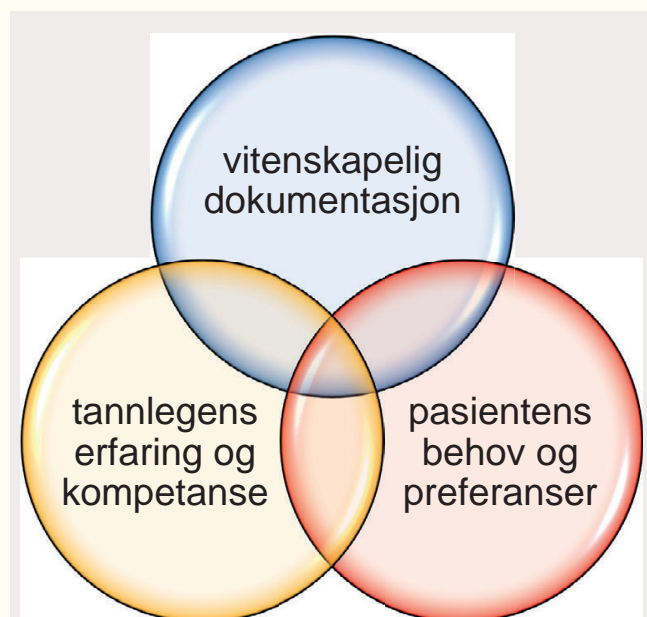 vitenskapelig
dokumentasjon
tannlegens
erfaring og
kompetanse
pasientens
behov og
preferanser